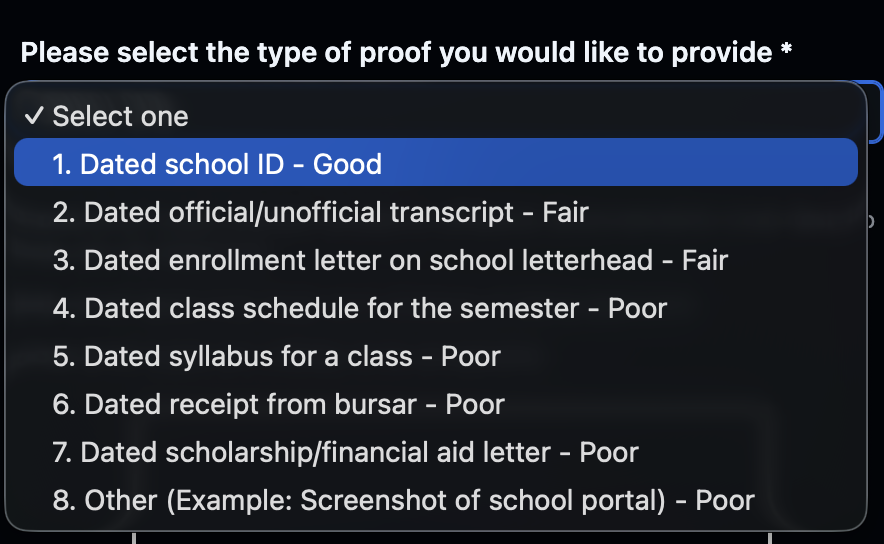 Please select the type of proof you would like to provide *
✓ Select one
1. Dated school ID - Good
2. Dated official/unofficial transcript - Fair
3. Dated enrollment letter on school letterhead - Fair
4. Dated class schedule for the semester - Poor
5. Dated syllabus for a class - Poor
6. Dated receipt from bursar - Poor
7. Dated scholarship/financial aid letter - Poor
8. Other (Example: Screenshot of school portal) - Poor